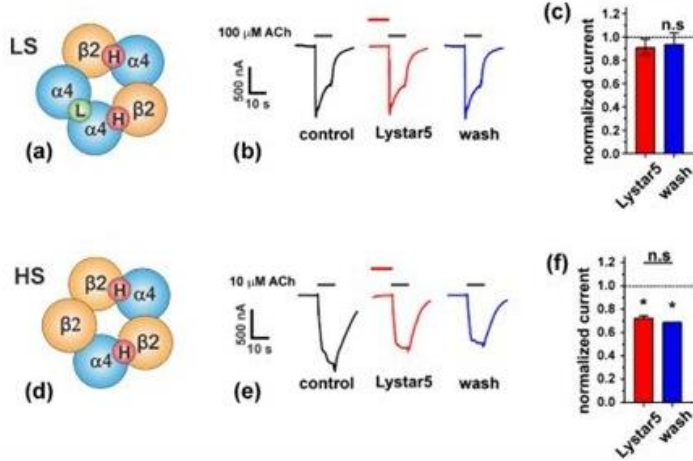 LS
β2
H
α4
α4
L
α4
H
β2
(a)
(b)
100 μM ACh
500 nA
10 s
control
Lystar5
wash
(c)
n.s
normalized current
1.2
1.0
0.8
0.6
0.4
0.2
0.0
Lystar5
wash
HS
β2
H
α4
β2
α4
H
β2
(d)
(e)
10 μM ACh
500 nA
10 s
control
Lystar5
wash
(f)
n.s
normalized current
1.2
1.0
0.8
0.6
0.4
0.2
0.0
* *
Lystar5
wash